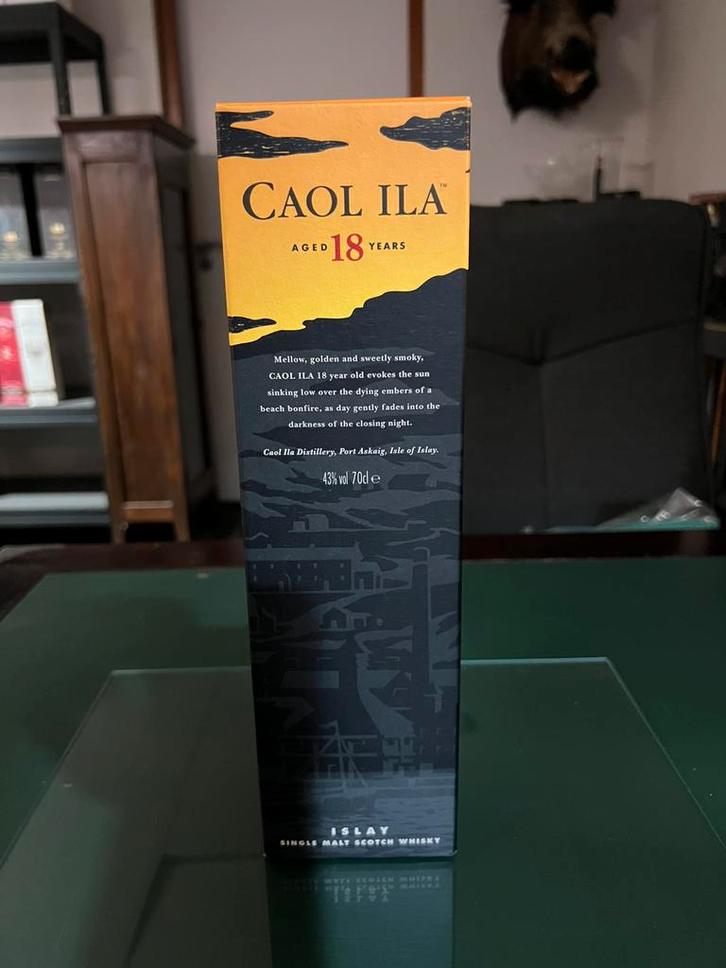 CAOL ILA™
AGED 18 YEARS
Mellow, golden and sweetly smoky,
CAOL ILA 18 year old evokes the sun
sinking low over the dying embers of a
beach bonfire, as day gently fades into the
darkness of the closing night.
Caol Ila Distillery, Port Askaig, Isle of Islay.
43% vol 70cl ℮
ISLAY
SINGLE MALT SCOTCH WHISKY